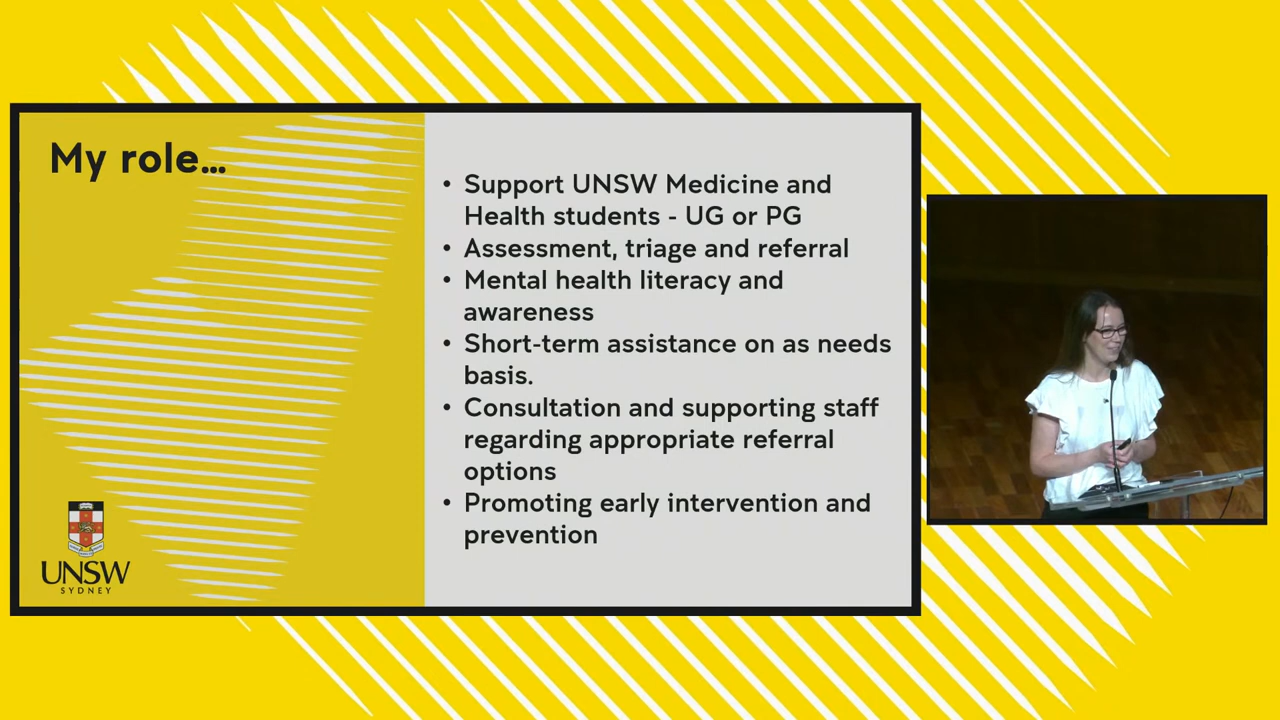 My role...
• Support UNSW Medicine and
Health students - UG or PG
• Assessment, triage and referral
• Mental health literacy and
awareness
• Short-term assistance on as needs
basis.
• Consultation and supporting staff
regarding appropriate referral
options
• Promoting early intervention and
prevention
UNSW
SYDNEY